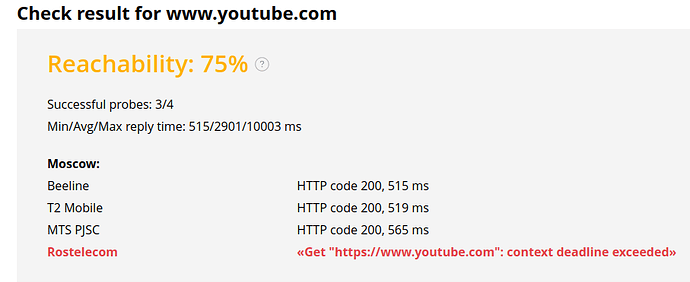 Check result for www.youtube.com
Reachability: 75% ?
Successful probes: 3/4
Min/Avg/Max reply time: 515/2901/10003 ms
Moscow:
Beeline HTTP code 200, 515 ms
T2 Mobile HTTP code 200, 519 ms
MTS PJSC HTTP code 200, 565 ms
Rostelecom «Get "https://www.youtube.com": context deadline exceeded»